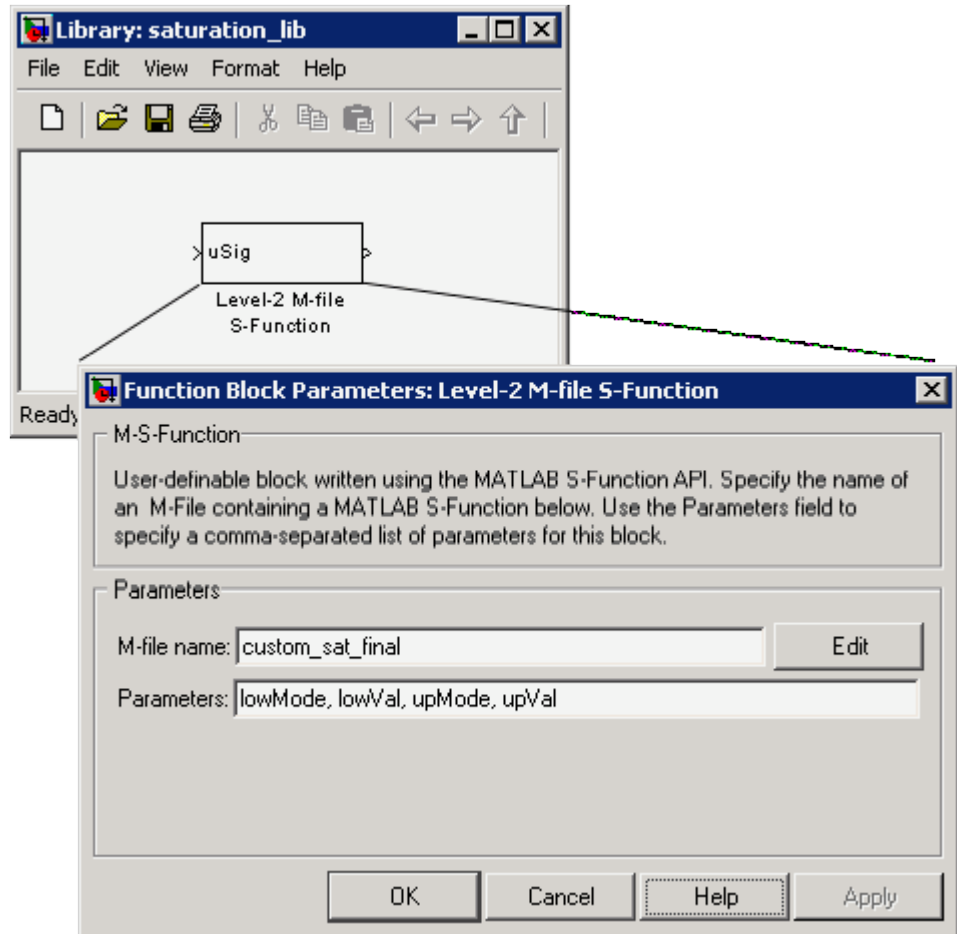 Library: saturation_lib
File Edit View Format Help
uSig
Level-2 M-file
S-Function
Ready
Function Block Parameters: Level-2 M-file S-Function
M-S-Function
User-definable block written using the MATLAB S-Function API. Specify the name of
an M-File containing a MATLAB S-Function below. Use the Parameters field to
specify a comma-separated list of parameters for this block.
Parameters
M-file name: custom_sat_final Edit
Parameters: lowMode, lowVal, upMode, upVal
OK Cancel Help Apply